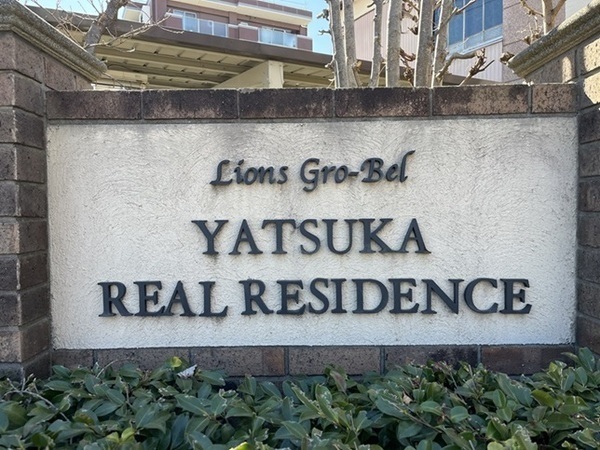 Lions Gro-Bel
YATSUKA
REAL RESIDENCE